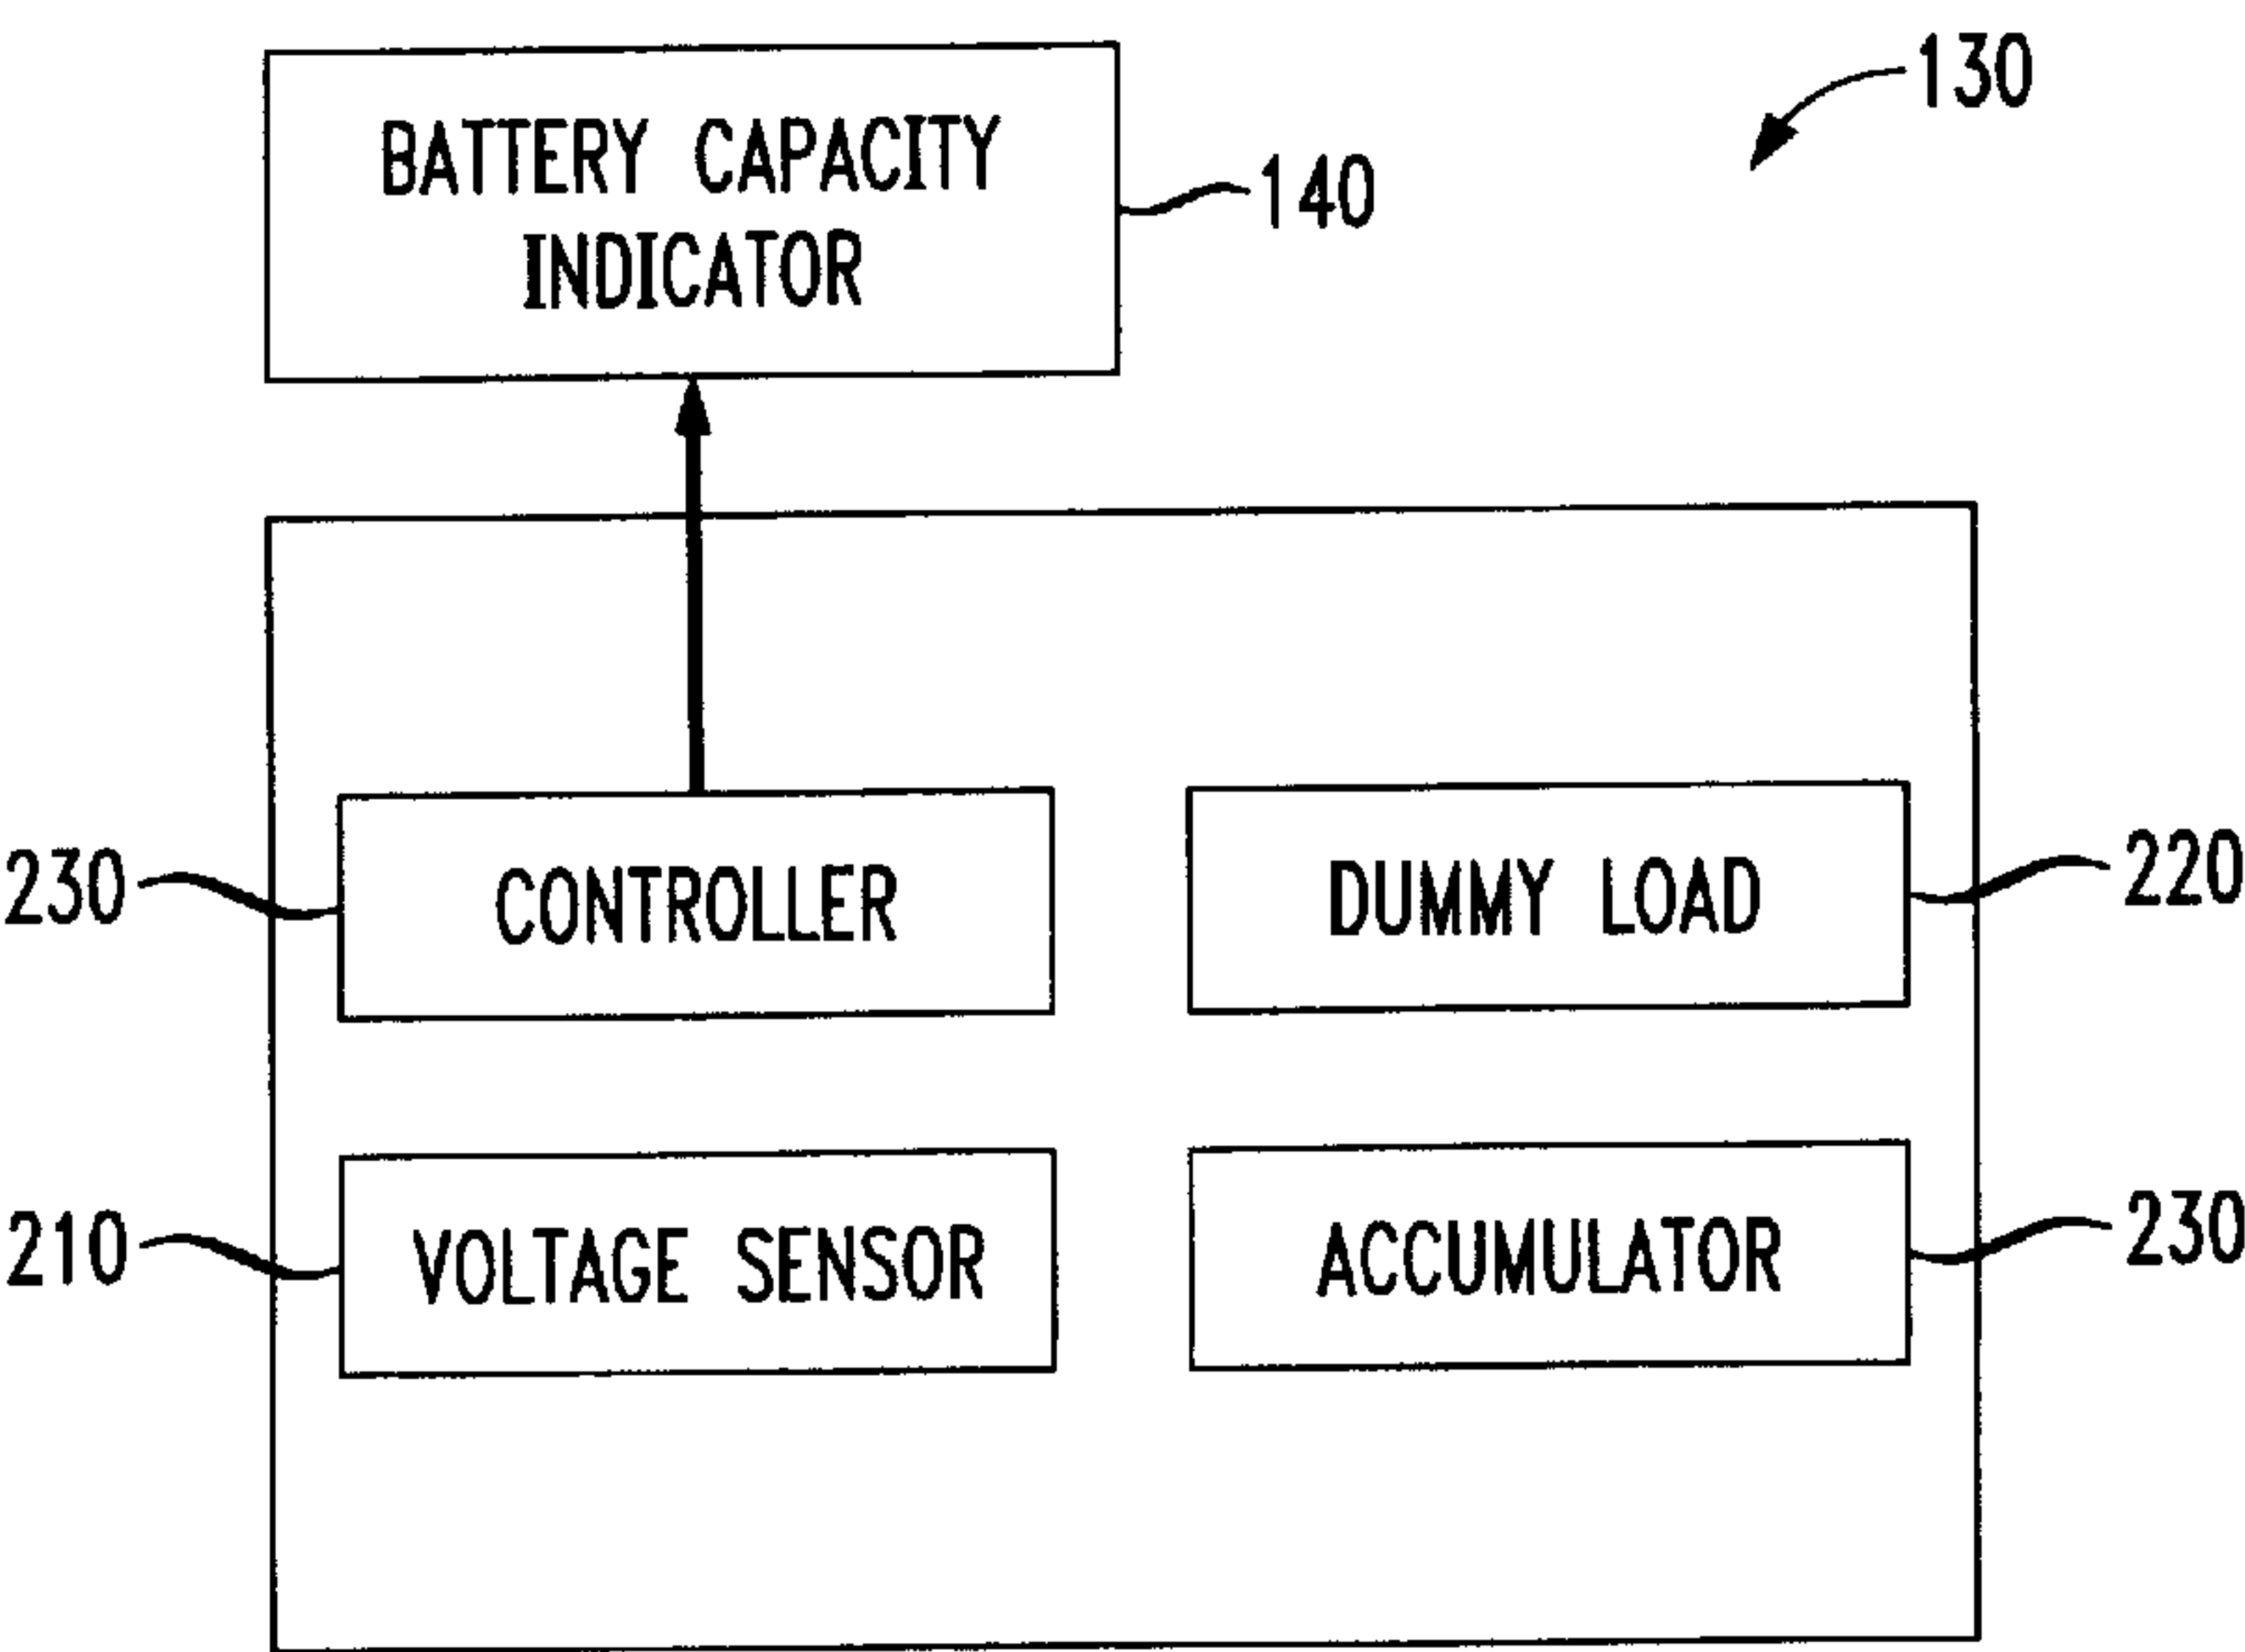 130
BATTERY CAPACITY
INDICATOR
140
230
CONTROLLER
DUMMY LOAD
220
210
VOLTAGE SENSOR
ACCUMULATOR
230